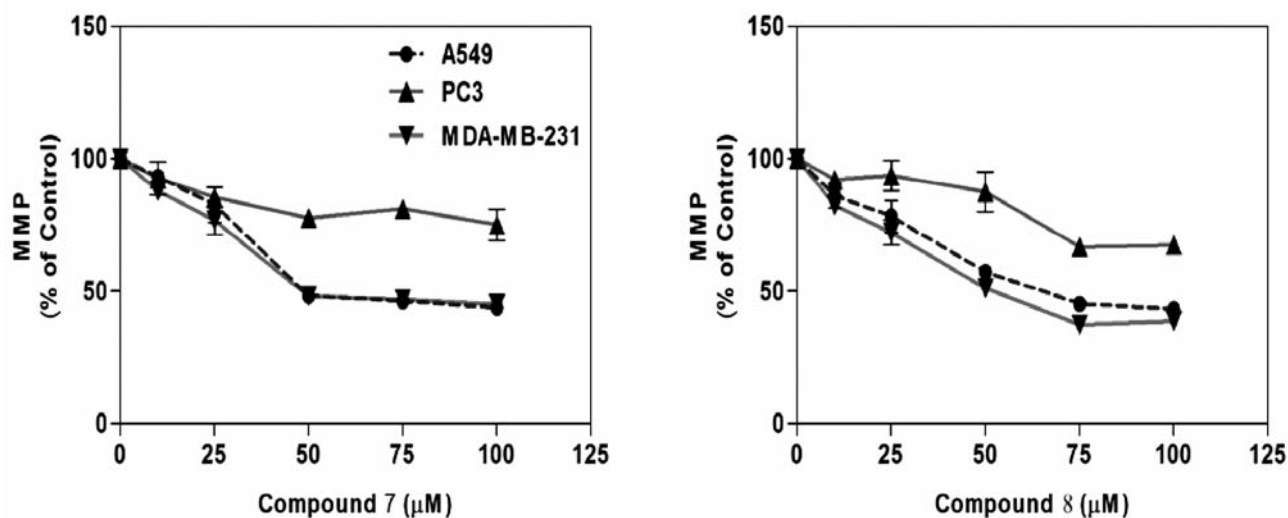 150
100
50
0
MMP
(% of Control)
A549
PC3
MDA-MB-231
0 25 50 75 100 125
Compound 7 (μM)
150
100
50
0
MMP
(% of Control)
0 25 50 75 100 125
Compound 8 (μM)